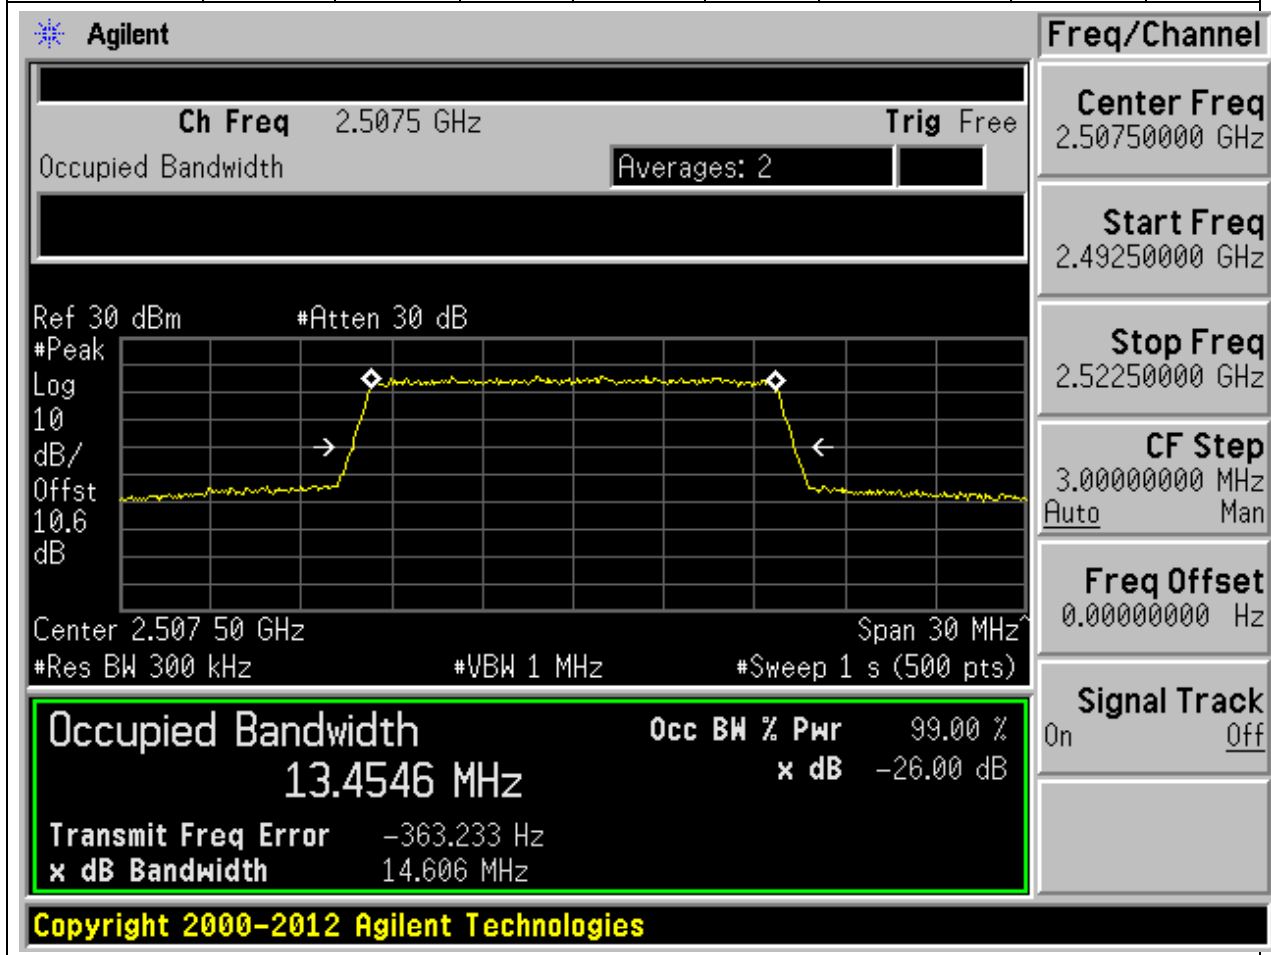 Agilent
Freq/Channel
Ch Freq 2.5075 GHz Trig Free
Occupied Bandwidth Averages: 2
Center Freq
2.50750000 GHz
Start Freq
2.49250000 GHz
Stop Freq
2.52250000 GHz
CF Step
3.00000000 MHz
Auto Man
Freq Offset
0.00000000 Hz
Signal Track
On Off
Ref 30 dBm #Atten 30 dB
#Peak
Log
10
dB/
Offst
10.6
dB
Center 2.507 50 GHz Span 30 MHz^
#Res BW 300 kHz #VBW 1 MHz #Sweep 1 s (500 pts)
Occupied Bandwidth Occ BW % Pwr 99.00 %
13.4546 MHz x dB -26.00 dB
Transmit Freq Error -363.233 Hz
x dB Bandwidth 14.606 MHz
Copyright 2000-2012 Agilent Technologies